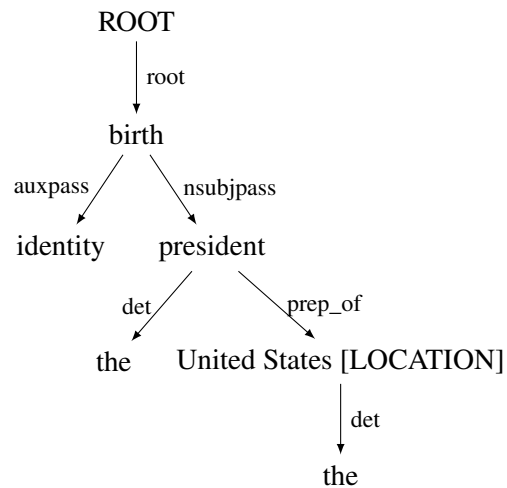 ROOT
root
birth
auxpass nsubjpass
identity president
det prep_of
the United States [LOCATION]
det
the